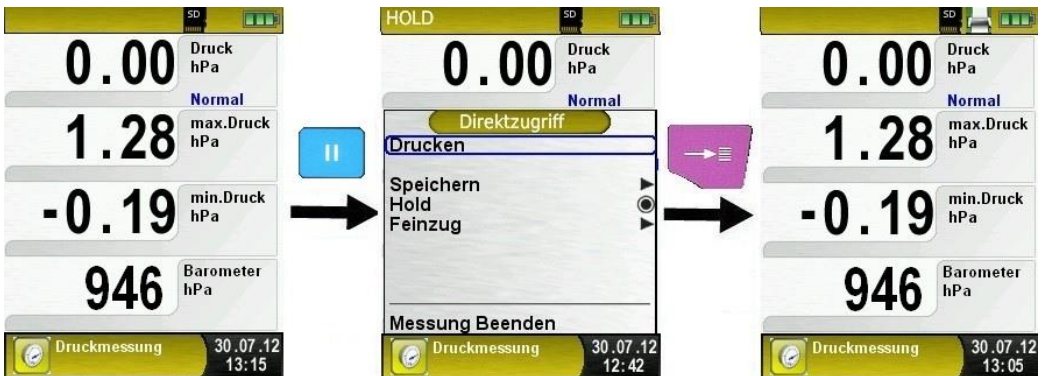 SD
0.00 Druck hPa
Normal
1.28 max.Druck hPa
-0.19 min.Druck hPa
946 Barometer hPa
Druckmessung 30.07.12 13:15
HOLD SD
0.00 Druck hPa
Normal
Direktzugriff
Drucken
Speichern
Hold
Feinzug
Messung Beenden
Druckmessung 30.07.12 12:42
SD
0.00 Druck hPa
Normal
1.28 max.Druck hPa
-0.19 min.Druck hPa
946 Barometer hPa
Druckmessung 30.07.12 13:05